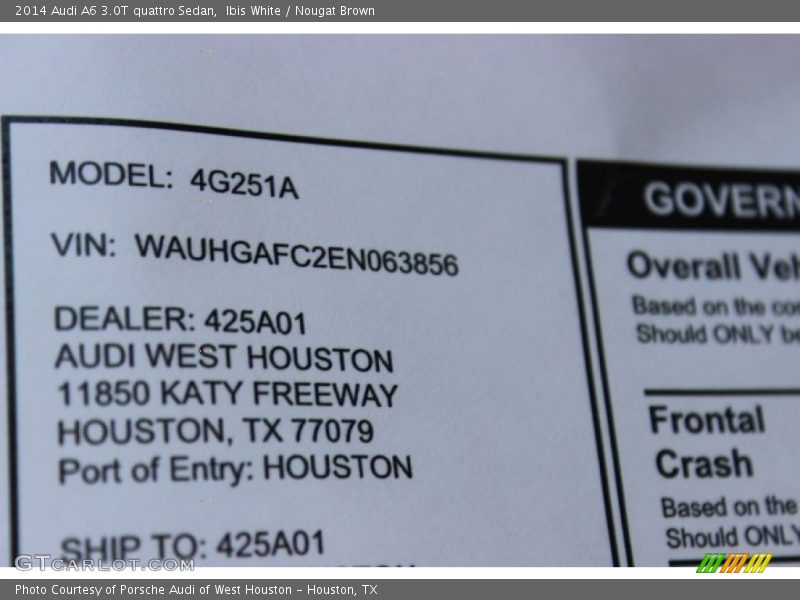 2014 Audi A6 3.0T quattro Sedan,  Ibis White / Nougat Brown
MODEL: 4G251A
VIN: WAUHGAFC2EN063856
DEALER: 425A01
AUDI WEST HOUSTON
11850 KATY FREEWAY
HOUSTON, TX 77079
Port of Entry: HOUSTON
SHIP TO: 425A01
GOVERN
Overall Veh
Based on the co
Should ONLY be
Frontal
Crash
Based on the
Should ONLY
GTcarlot.com
Photo Courtesy of Porsche Audi of West Houston - Houston, TX